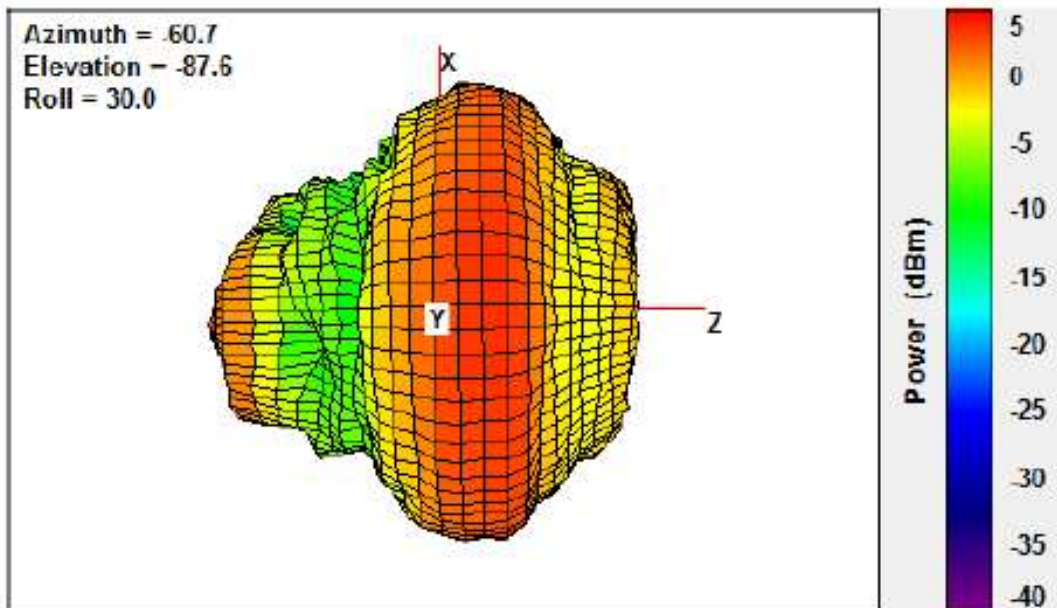 Azimuth = -60.7
Elevation = -87.6
Roll = 30.0
X
Y
Z
Power (dBm)
5
0
-5
-10
-15
-20
-25
-30
-35
-40